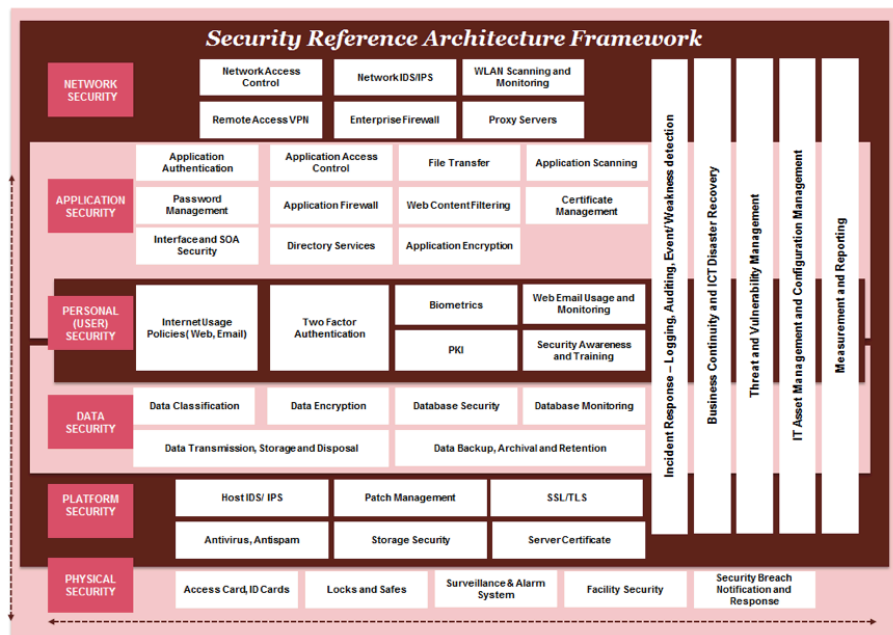 Security Reference Architecture Framework
NETWORK
SECURITY
Network Access
Control
Network IDS/IPS
WLAN Scanning and
Monitoring
Remote Access VPN
Enterprise Firewall
Proxy Servers
APPLICATION
SECURITY
Application
Authentication
Application Access
Control
File Transfer
Application Scanning
Password
Management
Application Firewall
Web Content Filtering
Certificate
Management
Interface and SOA
Security
Directory Services
Application Encryption
PERSONAL
(USER)
SECURITY
Internet Usage
Policies( Web, Email)
Two Factor
Authentication
Biometrics
Web Email Usage and
Monitoring
PKI
Security Awareness
and Training
DATA
SECURITY
Data Classification
Data Encryption
Database Security
Database Monitoring
Data Transmission, Storage and Disposal
Data Backup, Archival and Retention
PLATFORM
SECURITY
Host IDS/ IPS
Patch Management
SSL/TLS
Antivirus, Antispam
Storage Security
Server Certificate
PHYSICAL
SECURITY
Access Card, ID Cards
Locks and Safes
Surveillance & Alarm
System
Facility Security
Security Breach
Notification and
Response
Incident Response – Logging, Auditing, Event/Weakness detection
Business Continuity and ICT Disaster Recovery
Threat and Vulnerability Management
IT Asset Management and Configuration Management
Measurement and Reporting